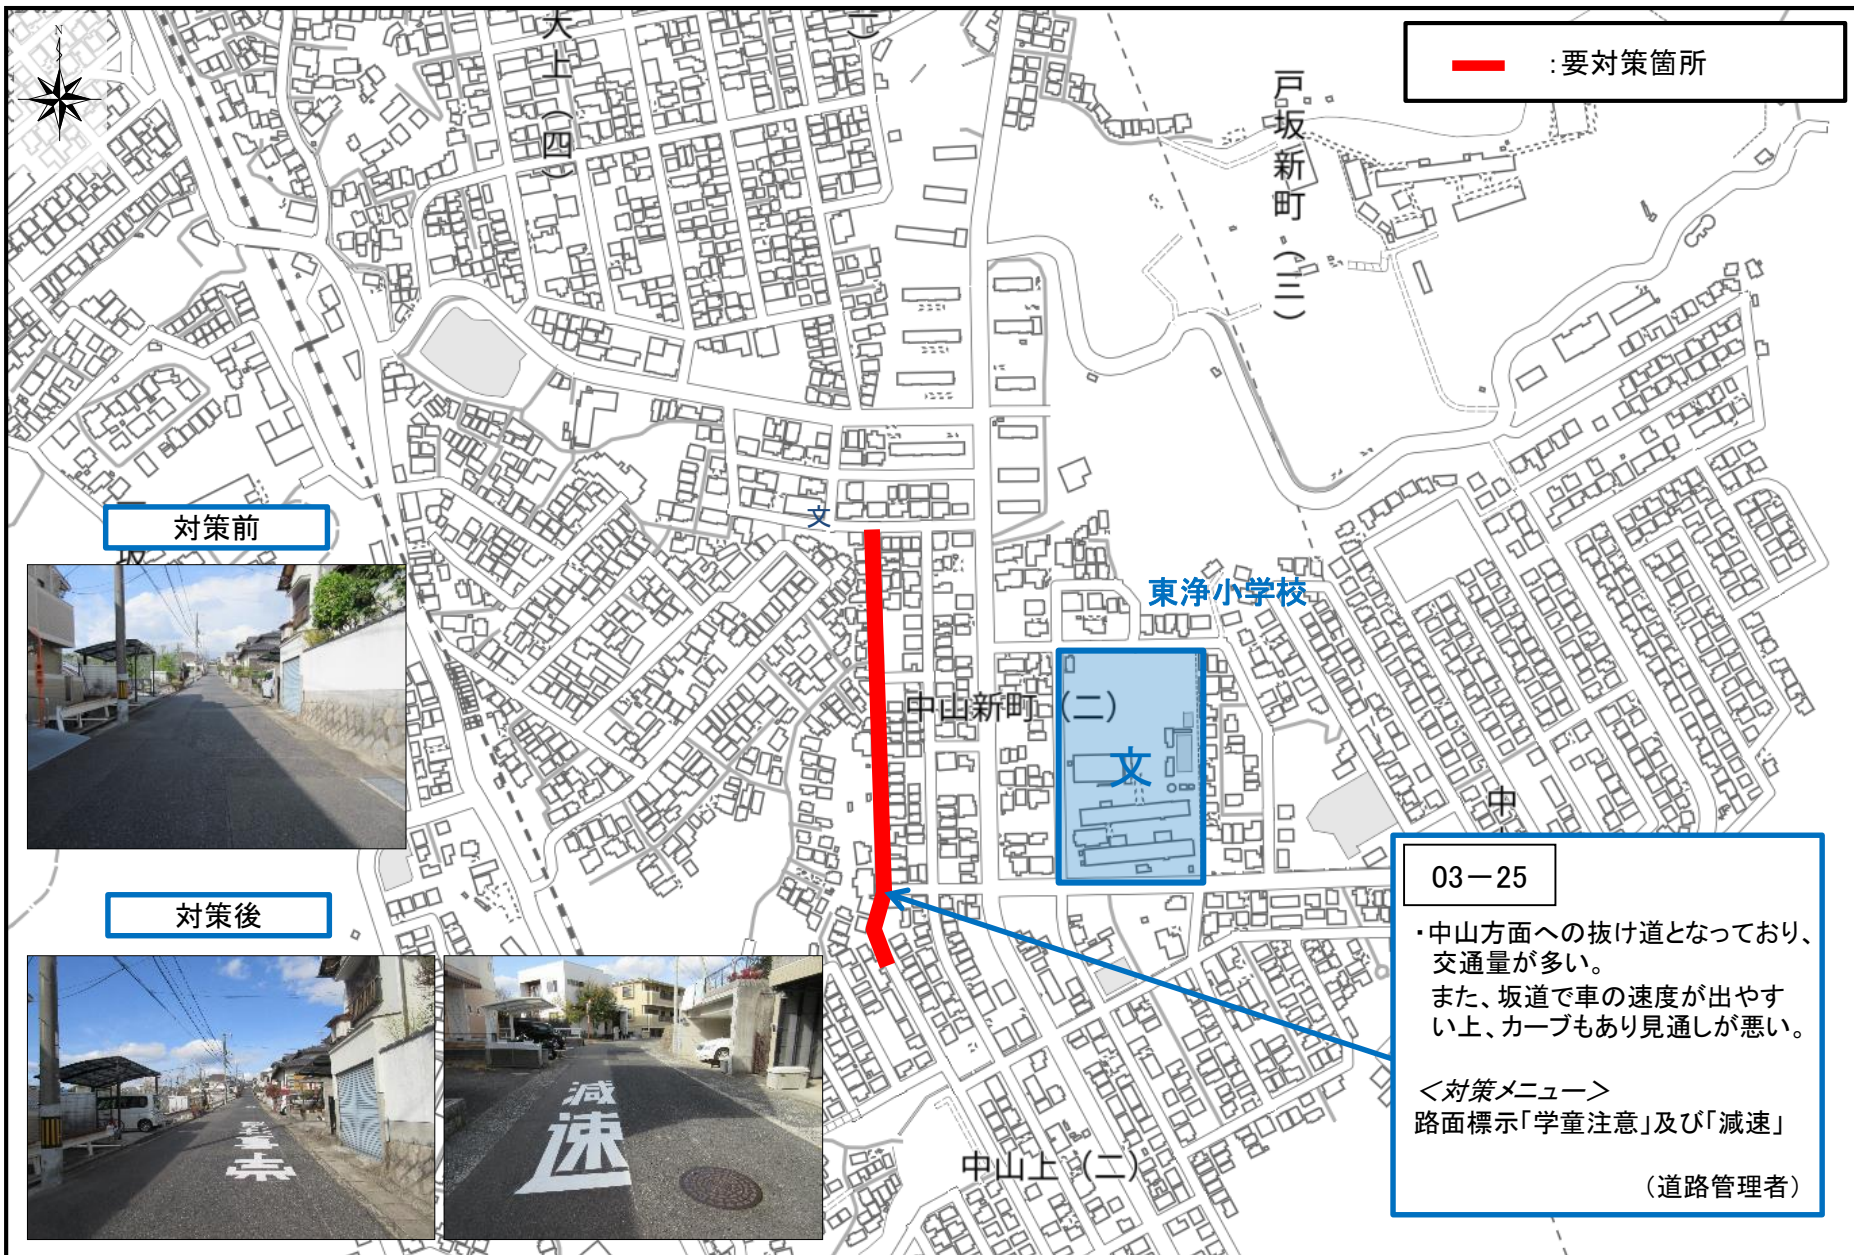 N
大上(四)
戸坂新町(三)
:要対策箇所
文
東浄小学校
中山新町(二)
文
中
対策前
対策後
減速
03－25
・中山方面への抜け道となっており、
交通量が多い。
また、坂道で車の速度が出やす
い上、カーブもあり見通しが悪い。
＜対策メニュー＞
路面標示「学童注意」及び「減速」
（道路管理者）
中山上(二)